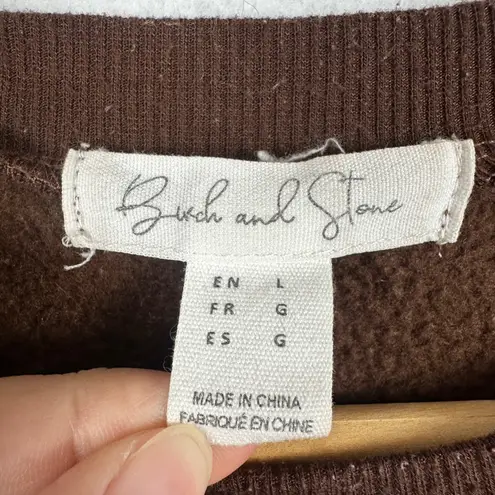 Birch and Stone
EN L
FR G
ES G
MADE IN CHINA
FABRIQUÉ EN CHINE